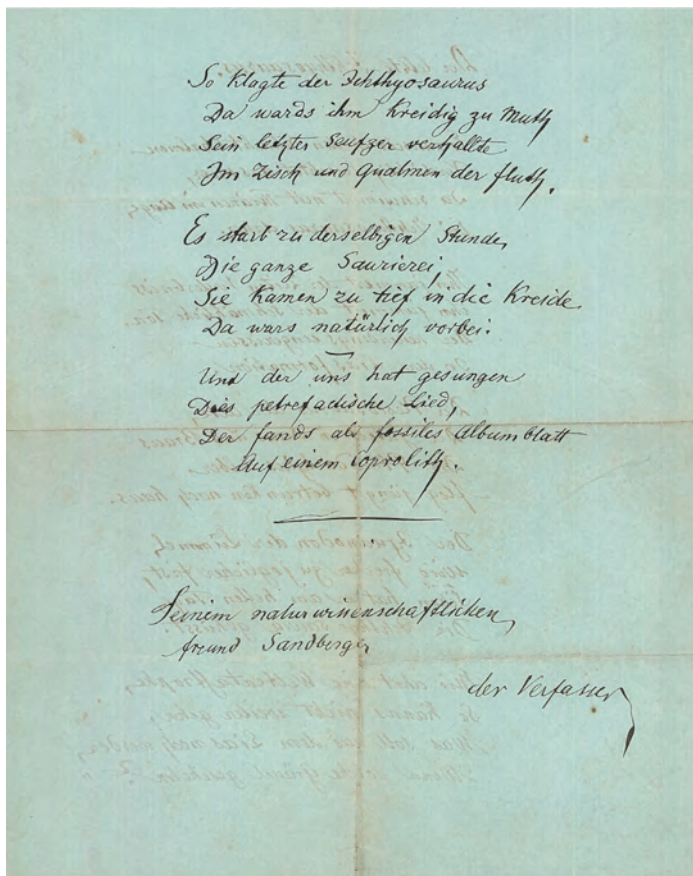 So klagte der Ichthyosaurus
Da wards ihm kreidig zu Muth
Sein letzter Seufzer verhallte
Im Zisch und Qualmen der fluth.
Es starb zu derselbigen Stunde,
Die ganze Saurierei,
Sie kamen zu tief in die Kreide
Da wars natürlich vorbei.
Und der uns hat gesungen
Dies petrefactische Lied,
Der fands als fossiles Albumblatt
Auf einem Coprolith.
Seinem naturwissenschaftlichen
freund Sandberger
der Verfasser